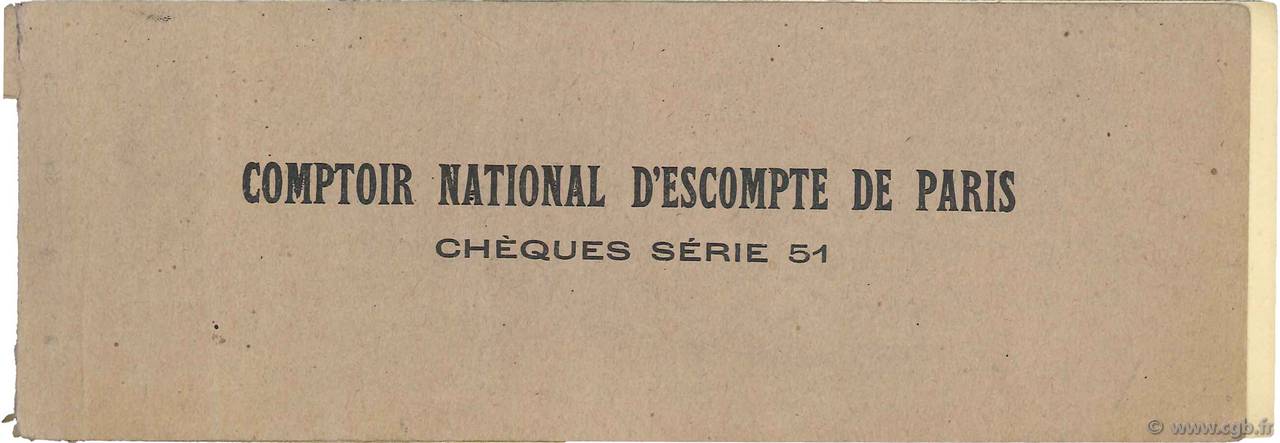 COMPTOIR NATIONAL D'ESCOMPTE DE PARIS
CHÈQUES SÉRIE 51
© www.cgb.fr